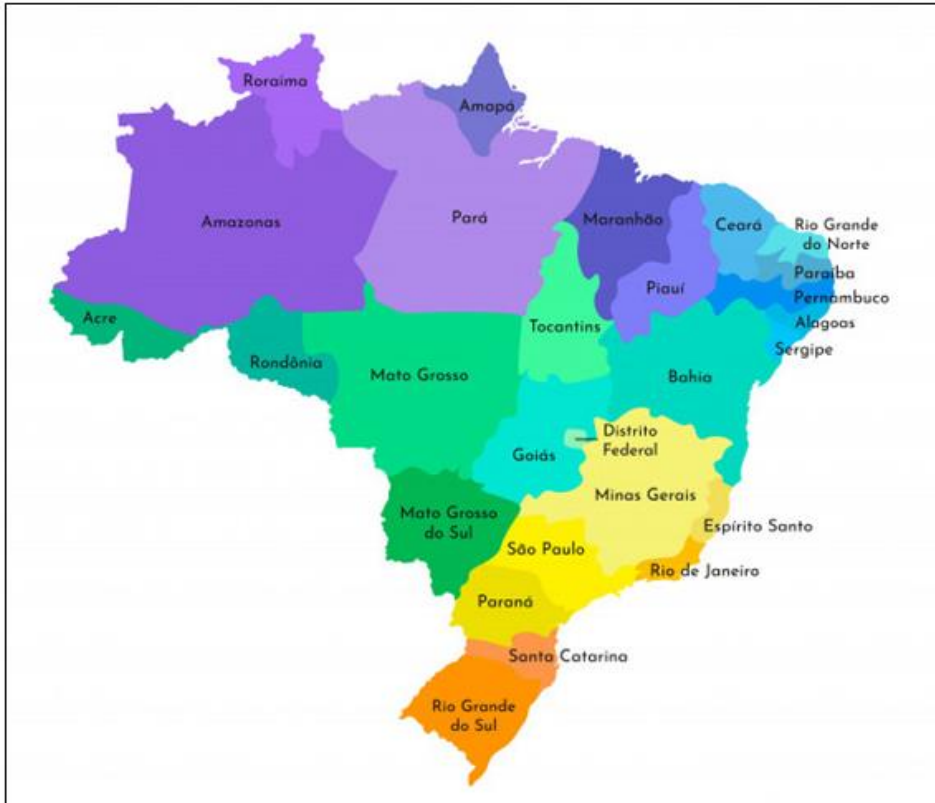 Roraima
Amapá
Amazonas
Pará
Maranhão
Ceará
Rio Grande
do Norte
Paraíba
Piauí
Pernambuco
Acre
Alagoas
Tocantins
Sergipe
Rondônia
Mato Grosso
Bahia
Distrito
Federal
Goiás
Minas Gerais
Mato Grosso
do Sul
Espírito Santo
São Paulo
Rio de Janeiro
Paraná
Santa Catarina
Rio Grande
do Sul